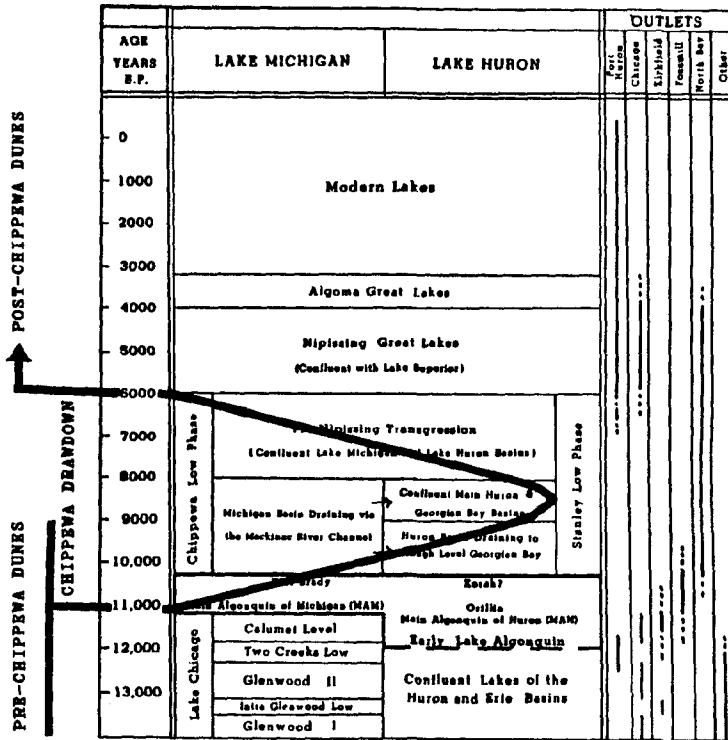 OUTLETS
AGE
YEARS
B.P.
LAKE MICHIGAN
LAKE HURON
Port
Huron
Chicago
Kirkfield
Fossmill
North Bay
Other
0
1000
2000
3000
4000
5000
6000
7000
8000
9000
10,000
11,000
12,000
13,000
POST-CHIPPEWA DUNES
CHIPPEWA DRAWDOWN
PRE-CHIPPEWA DUNES
Modern Lakes
Algoma Great Lakes
Nipissing Great Lakes
(Confluent with Lake Superior)
Chippewa Low Phase
Nipissing Transgression
(Confluent Lake Michigan Lake Huron Basins)
Stanley Low Phase
Michigan Basin Draining via
the Mackinac River Channel
Confluent Main Huron &
Georgian Bay Basins
Huron Draining to
Level Georgian Bay
Korah?
Algonquin of Michigan (MAM)
Orillia
Main Algonquin of Huron (MAH)
Early Lake Algonquin
Lake Chicago
Calumet Level
Two Creeks Low
Glenwood II
Intra Glenwood Low
Glenwood I
Confluent Lakes of the
Huron and Erie Basins